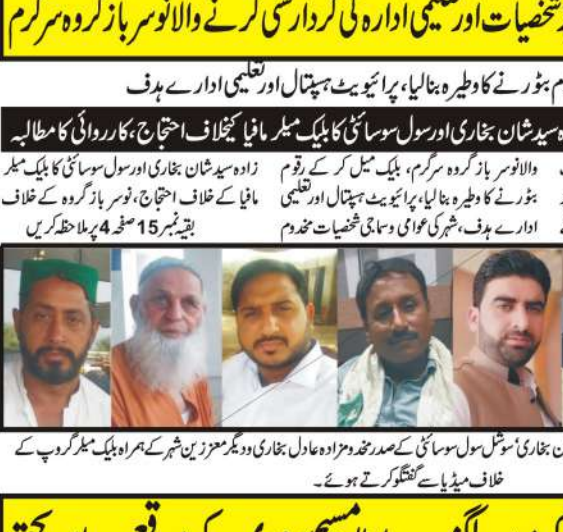 شخصیات اور تعلیمی ادارہ کی کردار کشی کرنے والا نوسر باز گروہ سرگرم
بٹورنے کا وطیرہ بنالیا، پرائیویٹ ہسپتال اور تعلیمی ادارے ہدف
سید شان بخاری اور سول سوسائٹی کا بلیک میلر مافیا کیخلاف احتجاج، کارروائی کا مطالبہ
والا نوسر باز گروہ سرگرم، بلیک میل کر کے رقوم
بٹورنے کا وطیرہ بنالیا، پرائیویٹ ہسپتال اور تعلیمی
ادارے ہدف، شہر کی عوامی وسماجی شخصیات مخدوم
زادہ سید شان بخاری اور سول سوسائٹی کا بلیک میلر
مافیا کے خلاف احتجاج، نوسر باز گروہ کے خلاف
بقیہ نمبر 15 صفحہ 4 پر ملاحظہ کریں
بخاری، سوشل سول سوسائٹی کے صدر مخدومزادہ عادل بخاری ودیگر معززین شہر کے ہمراہ بلیک میلر گروپ کے
خلاف میڈیا سے گفتگو کرتے ہوئے۔